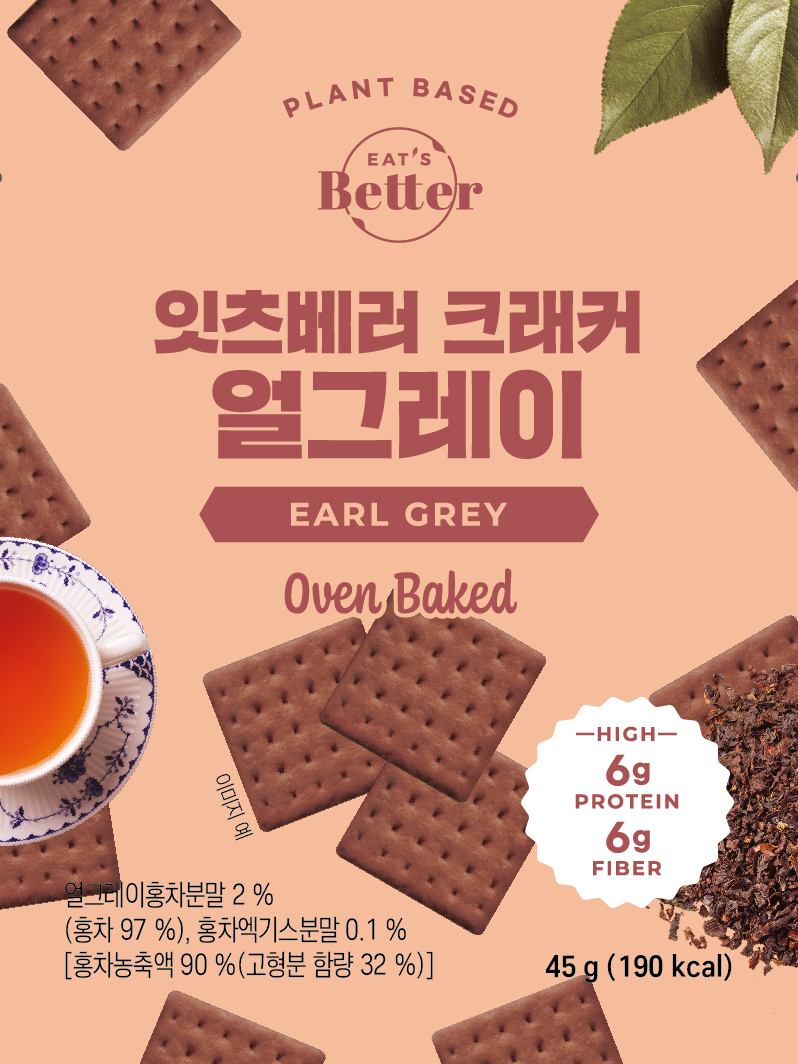 PLANT BASED
EAT'S
Better
잇츠베러 크래커
얼그레이
EARL GREY
Oven Baked
HIGH
6g
PROTEIN
6g
FIBER
이미지 예
얼그레이홍차분말 2 %
(홍차 97 %), 홍차엑기스분말 0.1 %
[홍차농축액 90 %(고형분 함량 32 %)]
45 g (190 kcal)